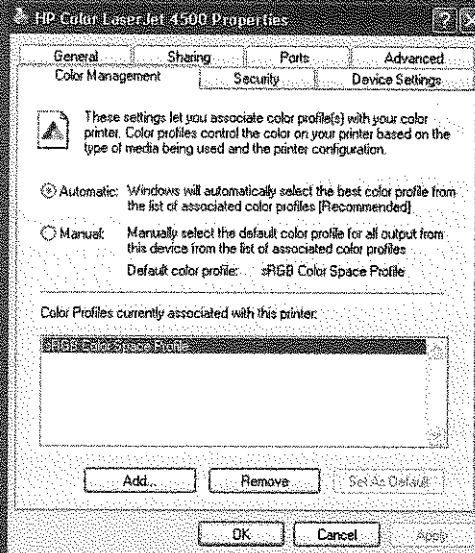 HP Color LaserJet 4500 Properties
General Sharing Ports Advanced
Color Management Security Device Settings
These settings let you associate color profile(s) with your color
printer. Color profiles control the color on your printer based on the
type of media being used and the printer configuration.
Automatic: Windows will automatically select the best color profile from
the list of associated color profiles [Recommended]
Manual: Manually select the default color profile for all output from
this device from the list of associated color profiles
Default color profile: sRGB Color Space Profile
Color Profiles currently associated with this printer:
sRGB Color Space Profile
Add... Remove Set As Default
OK Cancel Apply